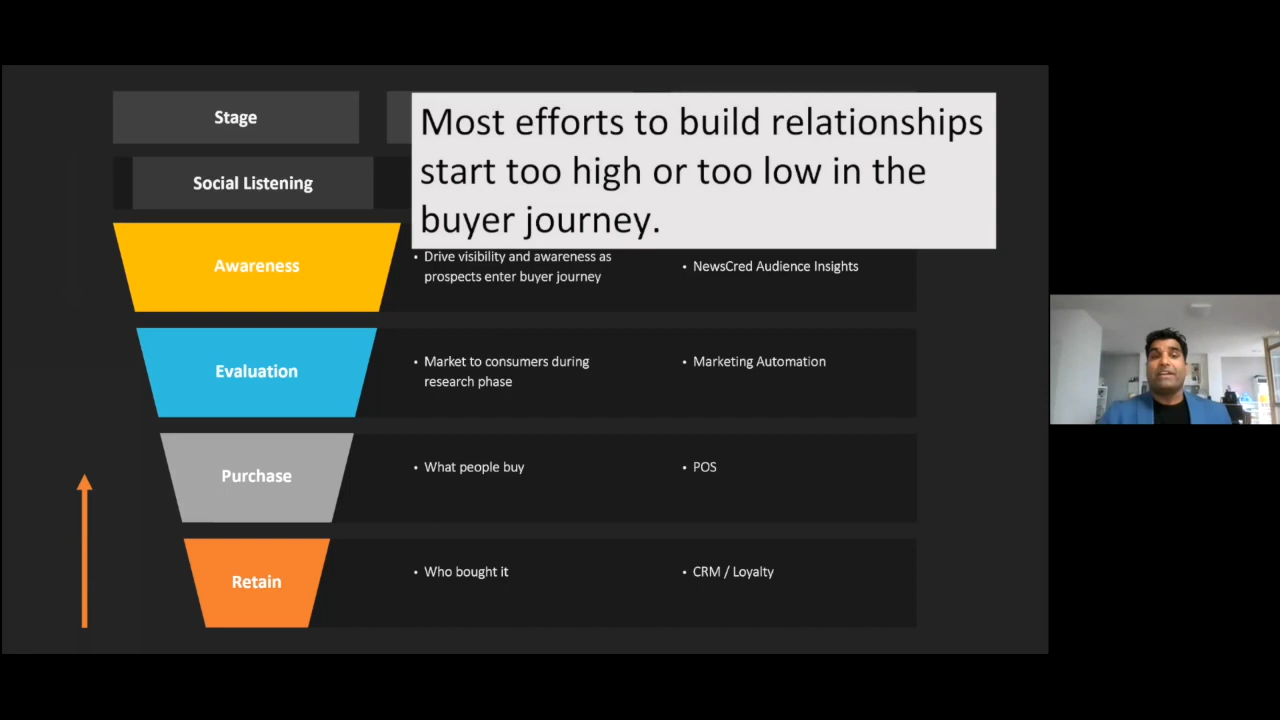 Stage
Most efforts to build relationships
start too high or too low in the
buyer journey.
Social Listening
Awareness
• Drive visibility and awareness as
prospects enter buyer journey
• NewsCred Audience Insights
Evaluation
• Market to consumers during
research phase
• Marketing Automation
Purchase
• What people buy
• POS
Retain
• Who bought it
• CRM / Loyalty